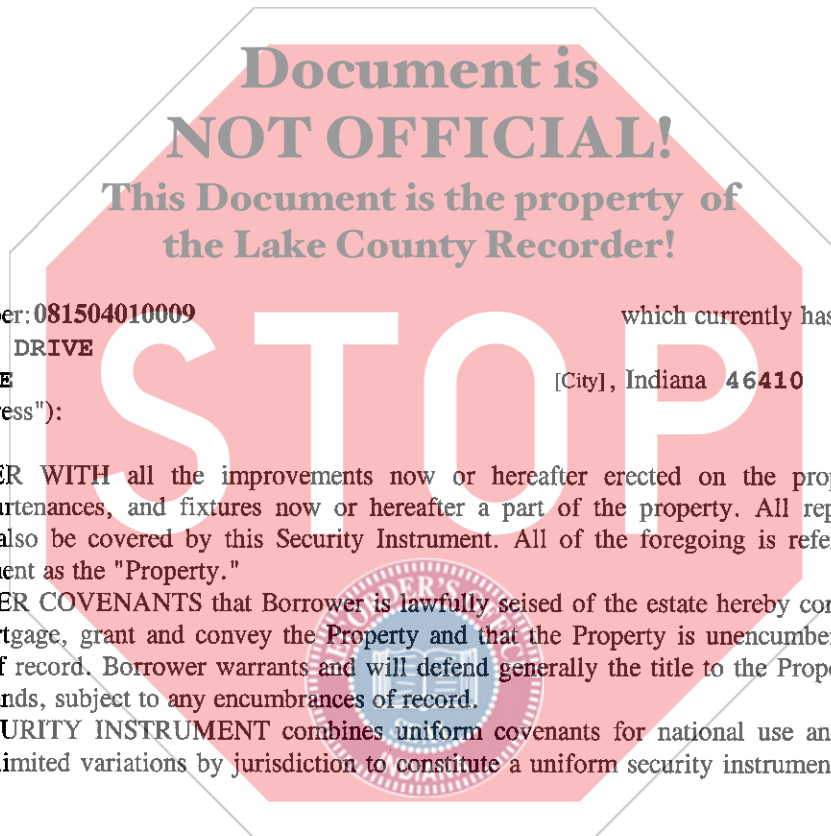 Document is
NOT OFFICIAL!
This Document is the property of
the Lake County Recorder!
er: 081504010009 which currently has
DRIVE
E [City], Indiana 46410
ess"):
STOP
ER WITH all the improvements now or hereafter erected on the prop
urtenances, and fixtures now or hereafter a part of the property. All rep
also be covered by this Security Instrument. All of the foregoing is refe
ent as the "Property."
ER COVENANTS that Borrower is lawfully seised of the estate hereby con
rtgage, grant and convey the Property and that the Property is unencumbe
f record. Borrower warrants and will defend generally the title to the Prope
nds, subject to any encumbrances of record.
URITY INSTRUMENT combines uniform covenants for national use an
limited variations by jurisdiction to constitute a uniform security instrumen